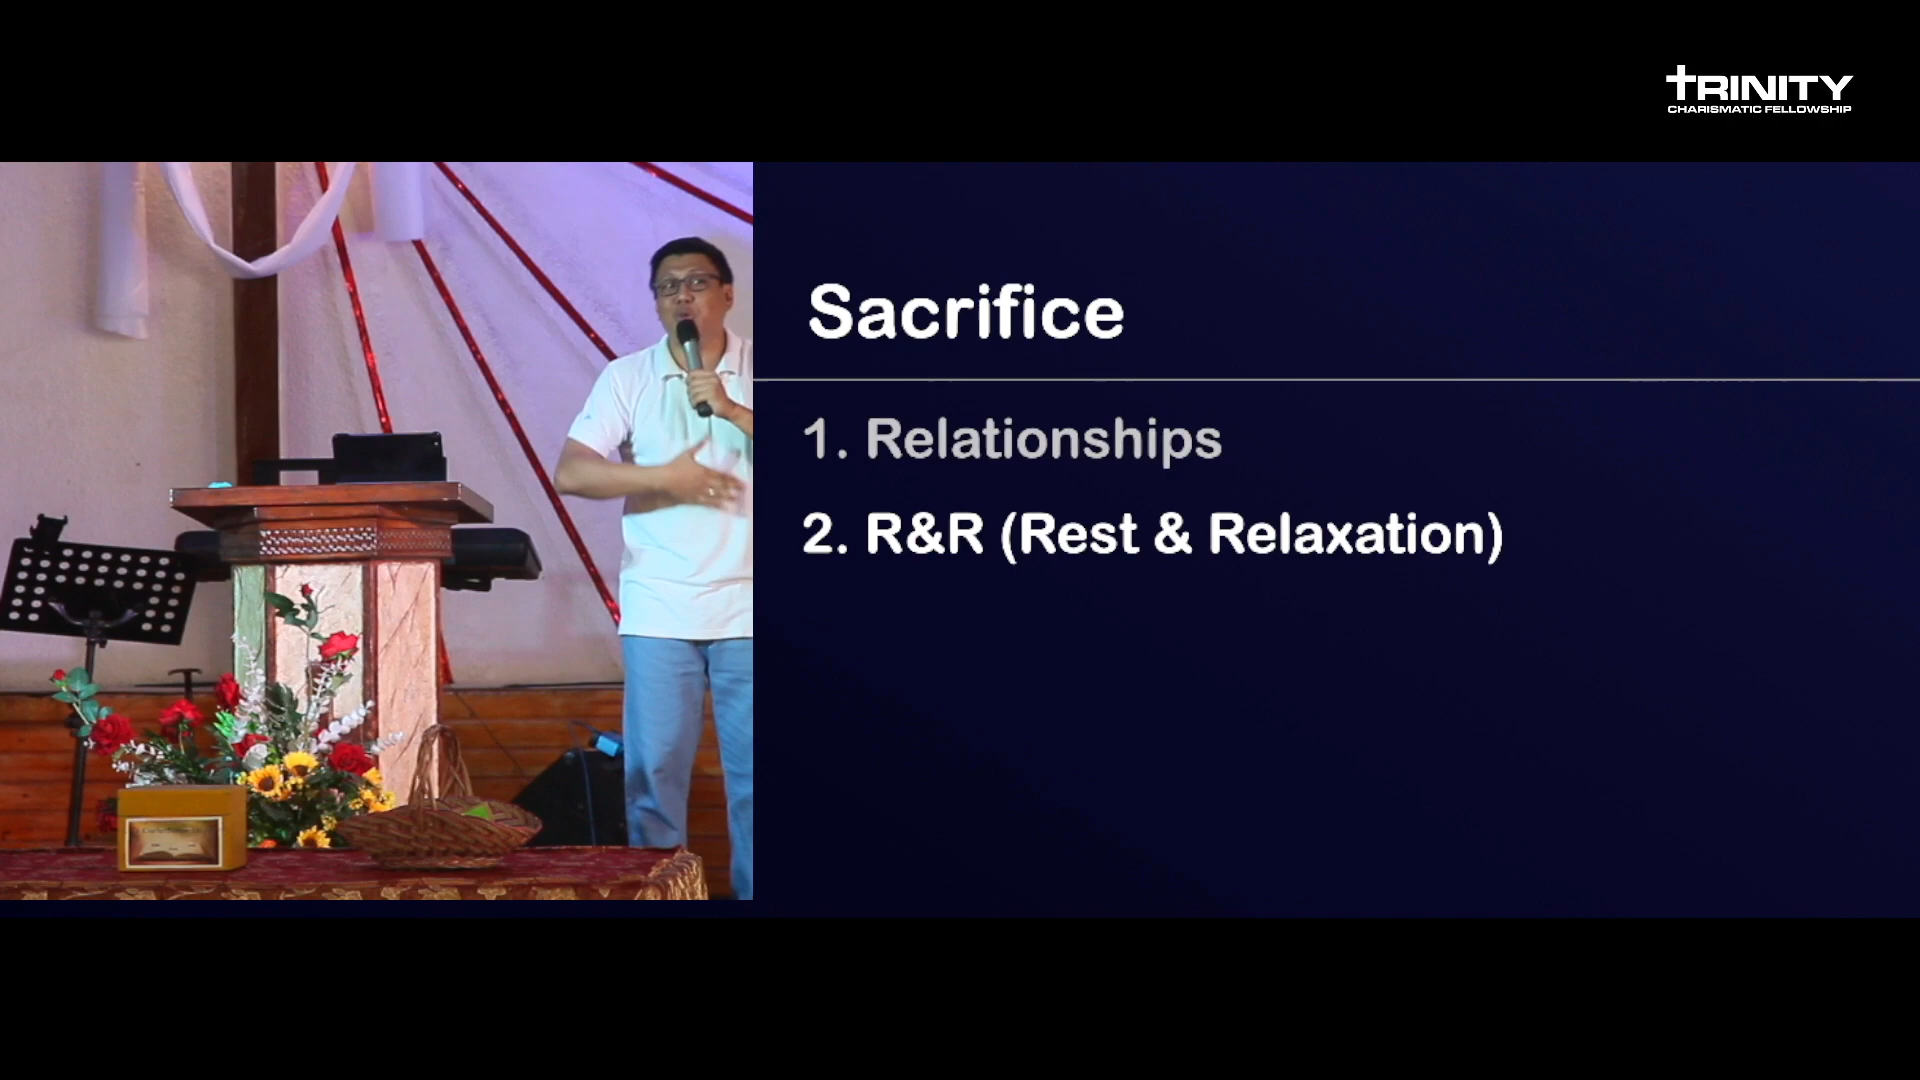 TRINITY
CHARISMATIC FELLOWSHIP
Sacrifice
1. Relationships
2. R&R (Rest & Relaxation)